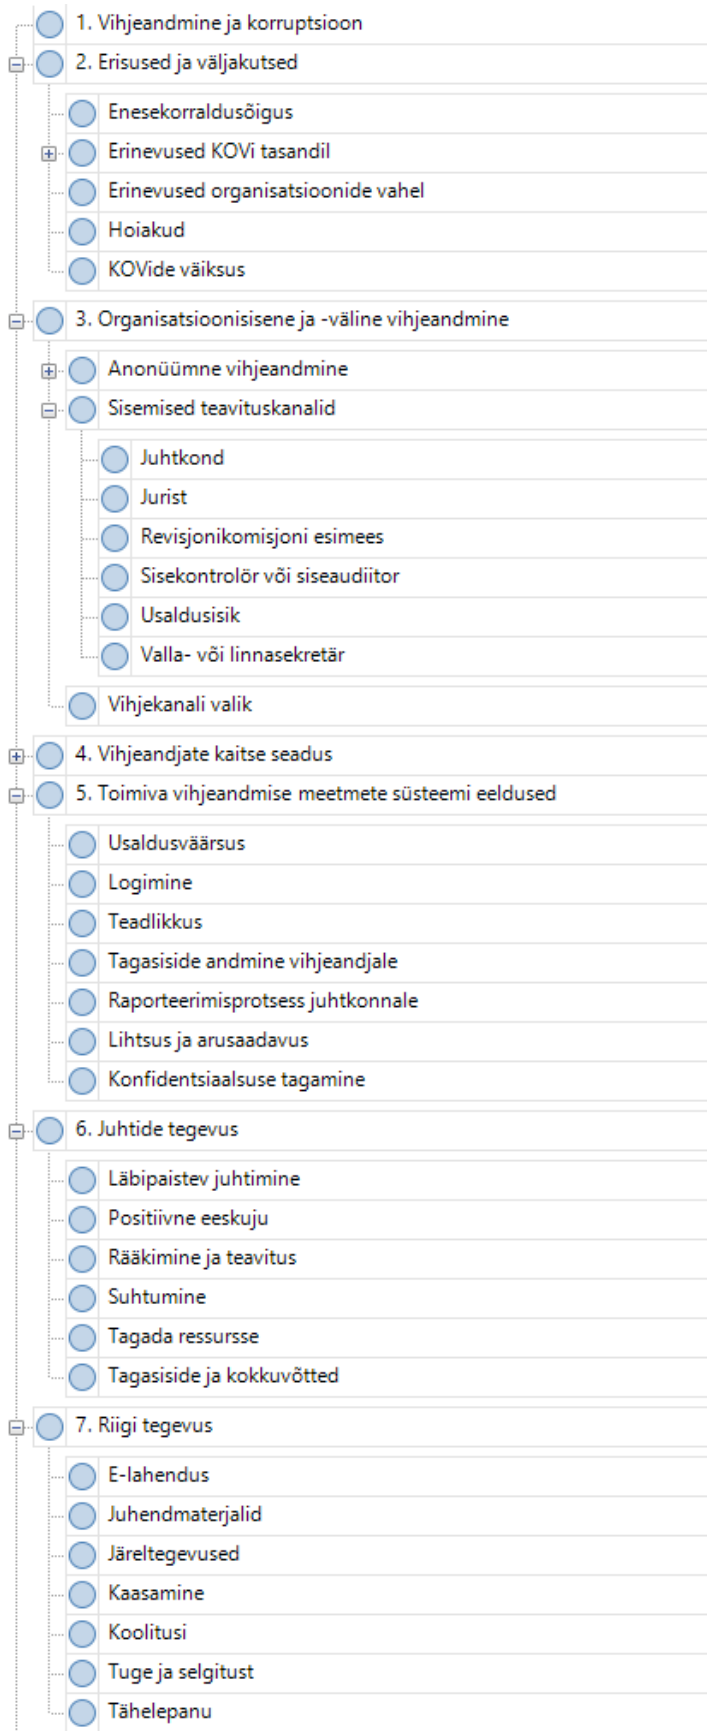 1. Vihjeandmine ja korruptsioon
2. Erisused ja väljakutsed
Enesekorraldusõigus
Erinevused KOVi tasandil
Erinevused organisatsioonide vahel
Hoiakud
KOVide väiksus
3. Organisatsioonisisene ja -väline vihjeandmine
Anonüümne vihjeandmine
Sisemised teavituskanalid
Juhtkond
Jurist
Revisjonikomisjoni esimees
Sisekontrolör või siseaudiitor
Usaldusisik
Valla- või linnasekretär
Vihjekanali valik
4. Vihjeandjate kaitse seadus
5. Toimiva vihjeandmise meetmete süsteemi eeldused
Usaldusväärsus
Logimine
Teadlikkus
Tagasiside andmine vihjeandjale
Raporteerimisprotsess juhtkonnale
Lihtsus ja arusaadavus
Konfidentsiaalsuse tagamine
6. Juhtide tegevus
Läbipaistev juhtimine
Positiivne eeskuju
Rääkimine ja teavitus
Suhtumine
Tagada ressursse
Tagasiside ja kokkuvõtted
7. Riigi tegevus
E-lahendus
Juhendmaterjalid
Järeltegevused
Kaasamine
Koolitusi
Tuge ja selgitust
Tähelepanu